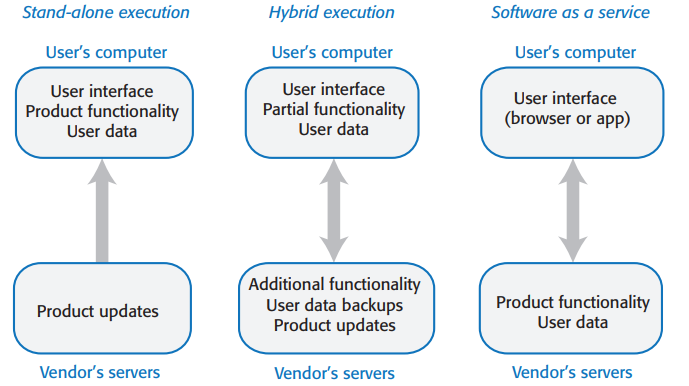 Stand-alone execution
User's computer
User interface
Product functionality
User data
Product updates
Vendor's servers
Hybrid execution
User's computer
User interface
Partial functionality
User data
Additional functionality
User data backups
Product updates
Vendor's servers
Software as a service
User's computer
User interface
(browser or app)
Product functionality
User data
Vendor's servers